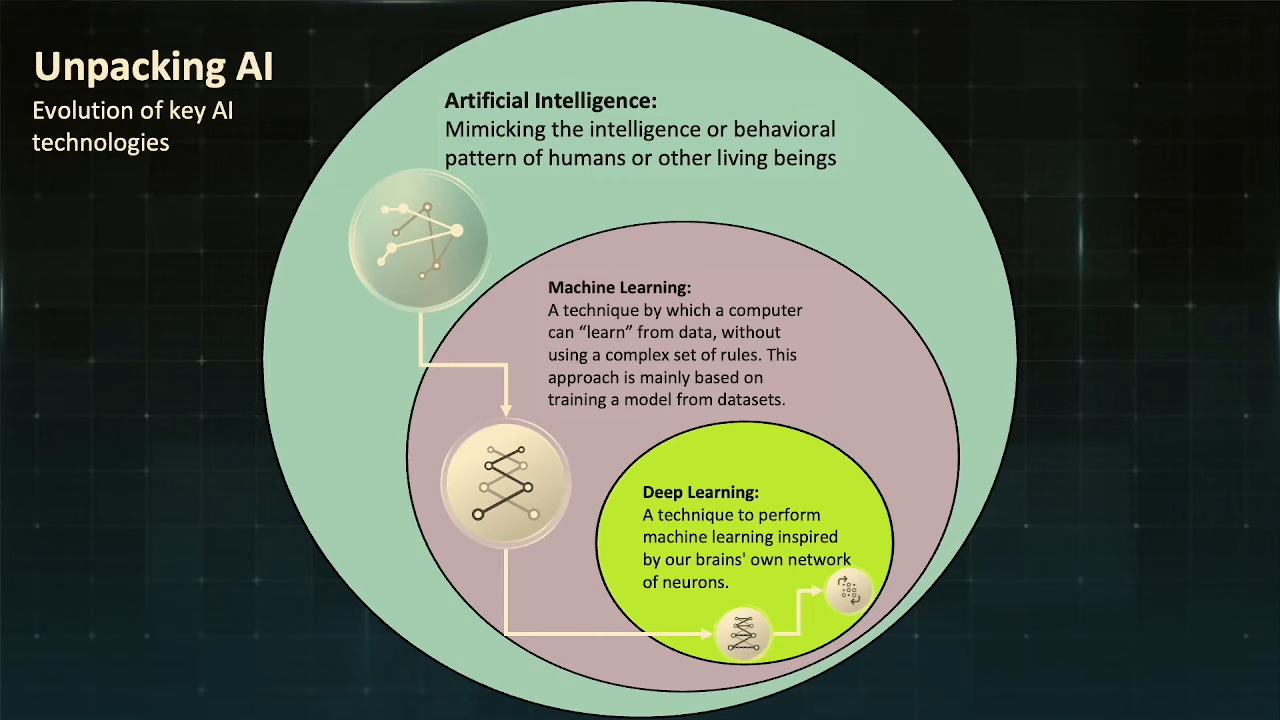 Unpacking AI
Evolution of key AI
technologies
Artificial Intelligence:
Mimicking the intelligence or behavioral
pattern of humans or other living beings
Machine Learning:
A technique by which a computer
can “learn” from data, without
using a complex set of rules. This
approach is mainly based on
training a model from datasets.
Deep Learning:
A technique to perform
machine learning inspired
by our brains' own network
of neurons.